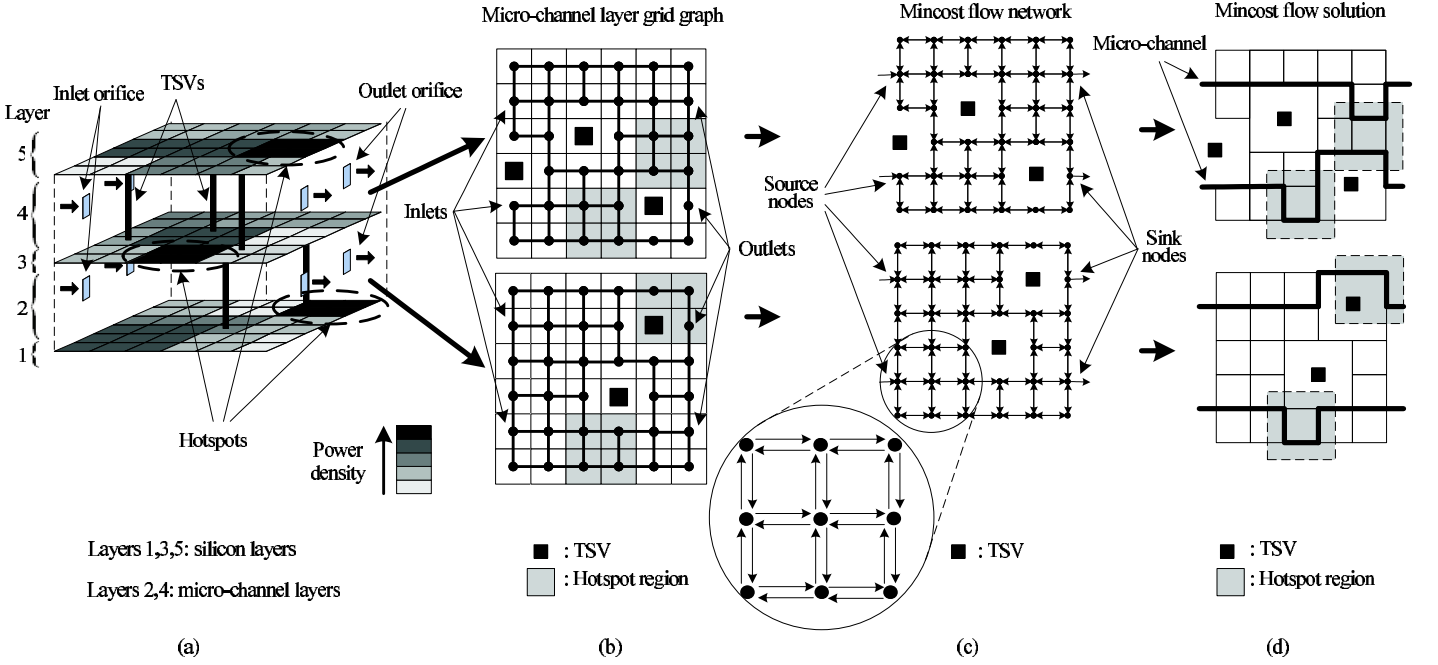 Micro-channel layer grid graph
Mincost flow network
Mincost flow solution
Layer
Inlet orifice
TSVs
Outlet orifice
5
4
3
2
1
Hotspots
Power
density
Layers 1,3,5: silicon layers
Layers 2,4: micro-channel layers
(a)
Inlets
Outlets
: TSV
: Hotspot region
(b)
Source
nodes
Sink
nodes
: TSV
(c)
Micro-channel
: TSV
: Hotspot region
(d)